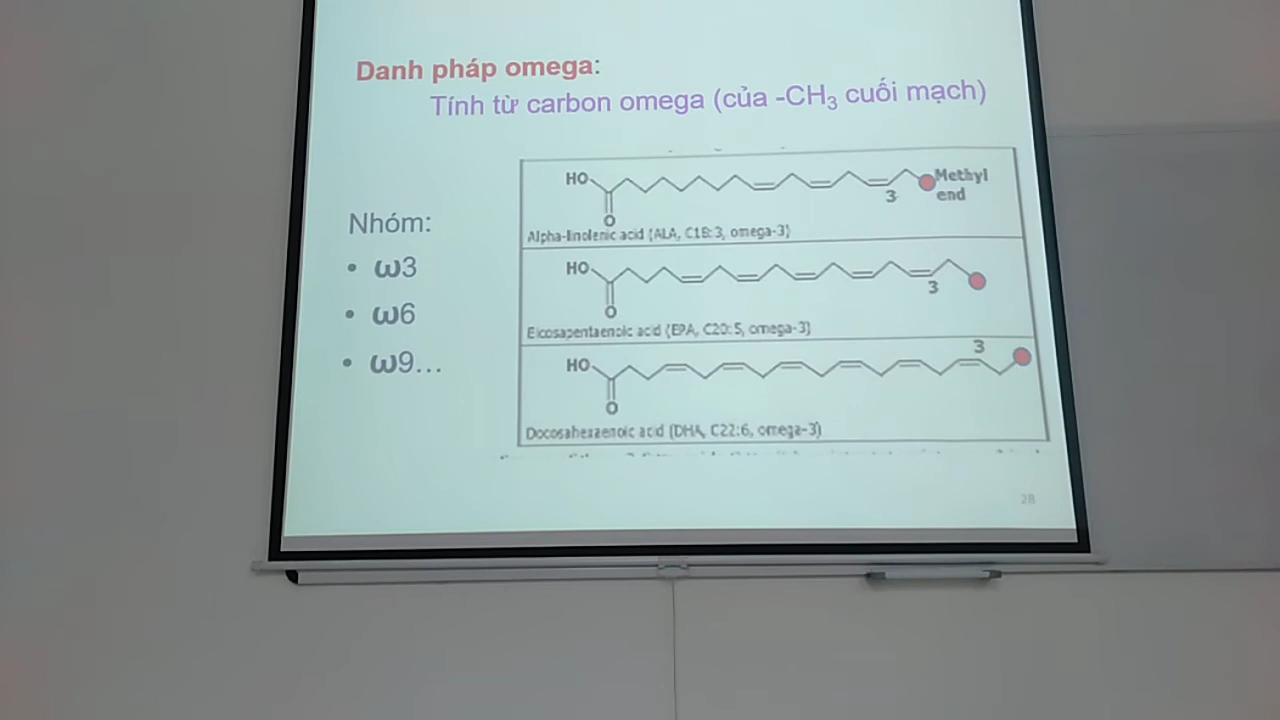 Danh pháp omega:
Tính từ carbon omega (của -CH3 cuối mạch)
Nhóm:
• ω3
• ω6
• ω9...
HO
O
3
Methyl
end
Alpha-linolenic acid (ALA, C18:3, omega-3)
HO
O
3
Eicosapentaenoic acid (EPA, C20:5, omega-3)
HO
O
3
Docosahexaenoic acid (DHA, C22:6, omega-3)
28